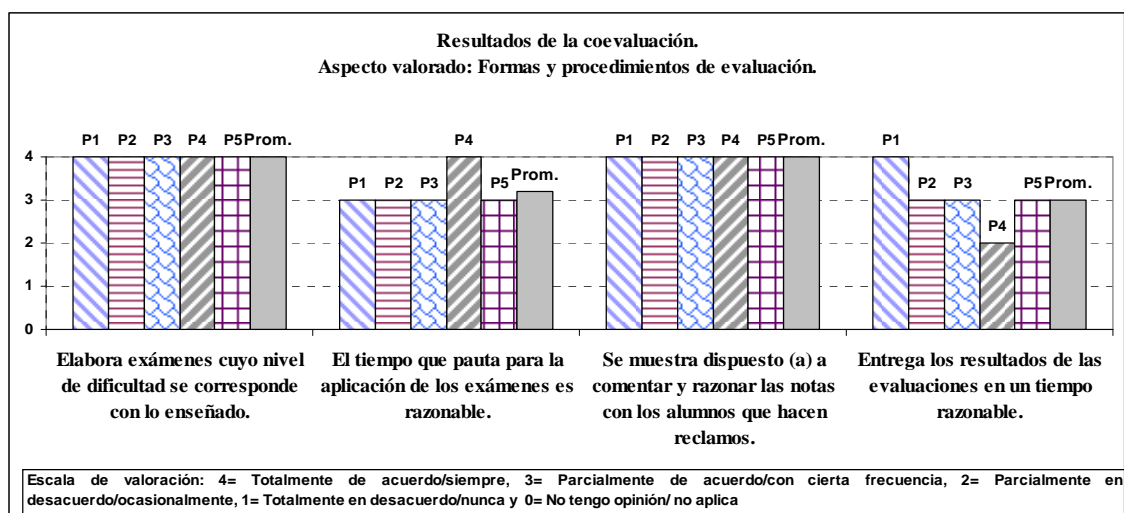 Resultados de la coevaluación.
Aspecto valorado: Formas y procedimientos de evaluación.
P1 P2 P3 P4 P5 Prom.
P1 P2 P3 P4 P5 Prom.
P1 P2 P3 P4 P5 Prom.
P1 P2 P3 P4 P5 Prom.
4
3
2
1
0
Elabora exámenes cuyo nivel
de dificultad se corresponde
con lo enseñado.
El tiempo que pauta para la
aplicación de los exámenes es
razonable.
Se muestra dispuesto (a) a
comentar y razonar las notas
con los alumnos que hacen
reclamos.
Entrega los resultados de las
evaluaciones en un tiempo
razonable.
Escala de valoración: 4= Totalmente de acuerdo/siempre, 3= Parcialmente de acuerdo/con cierta frecuencia, 2= Parcialmente en
desacuerdo/ocasionalmente, 1= Totalmente en desacuerdo/nunca y 0= No tengo opinión/ no aplica